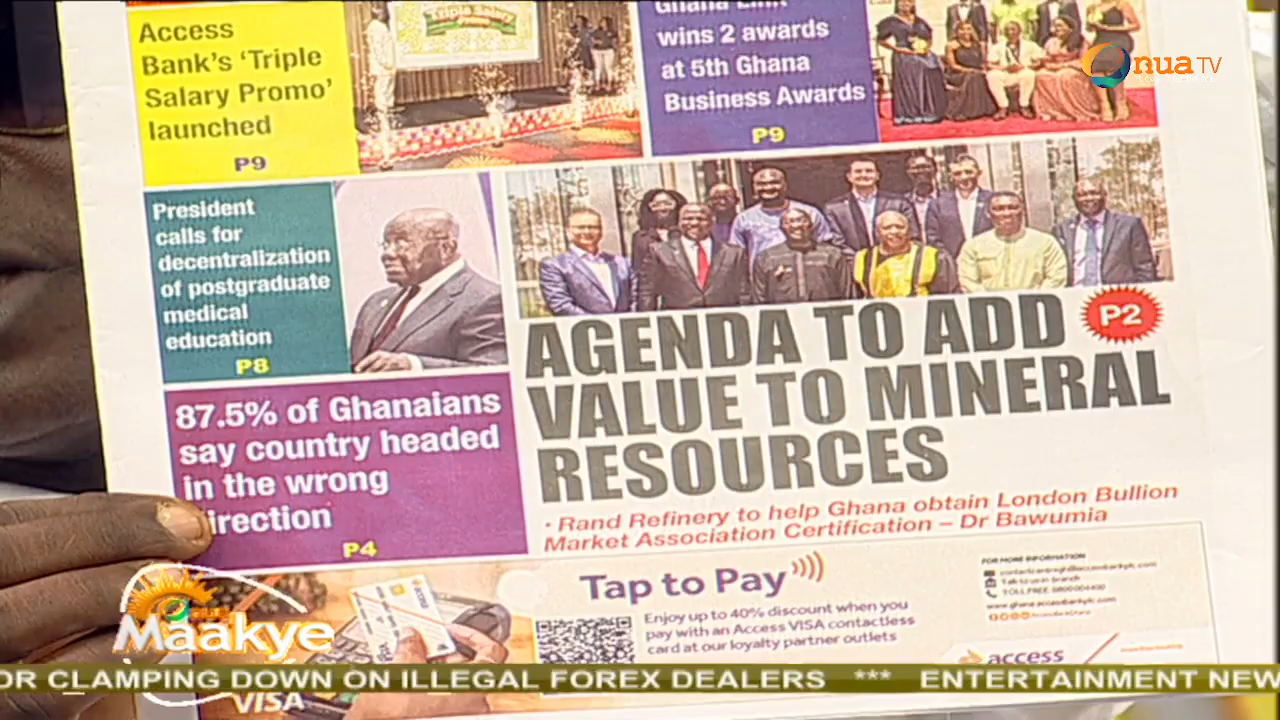 Access
Bank's 'Triple
Salary Promo'
launched
P9
Triple Salary
Ghana Link
wins 2 awards
at 5th Ghana
Business Awards
P9
nua TV
President
calls for
decentralization
of postgraduate
medical
education
P8
87.5% of Ghanaians
say country headed
in the wrong
irection
P4
AGENDA TO ADD
VALUE TO MINERAL
RESOURCES
P2
• Rand Refinery to help Ghana obtain London Bullion
Market Association Certification – Dr Bawumia
Tap to Pay
Enjoy up to 40% discount when you
pay with an Access VISA contactless
card at our loyalty partner outlets
FOR MORE INFORMATION
access
Maakye
VISA
OR CLAMPING DOWN ON ILLEGAL FOREX DEALERS *** ENTERTAINMENT NEW